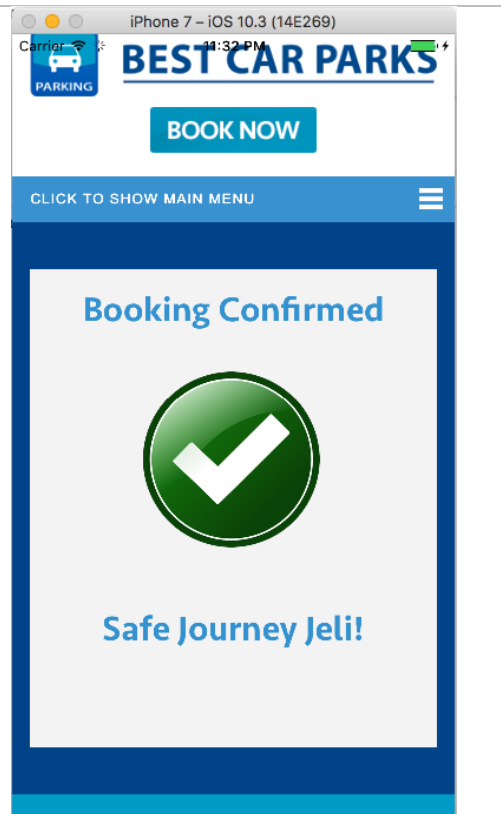 iPhone 7 – iOS 10.3 (14E269)
Carrier 11:32 PM
BEST CAR PARKS
PARKING
BOOK NOW
CLICK TO SHOW MAIN MENU
Booking Confirmed
Safe Journey Jeli!